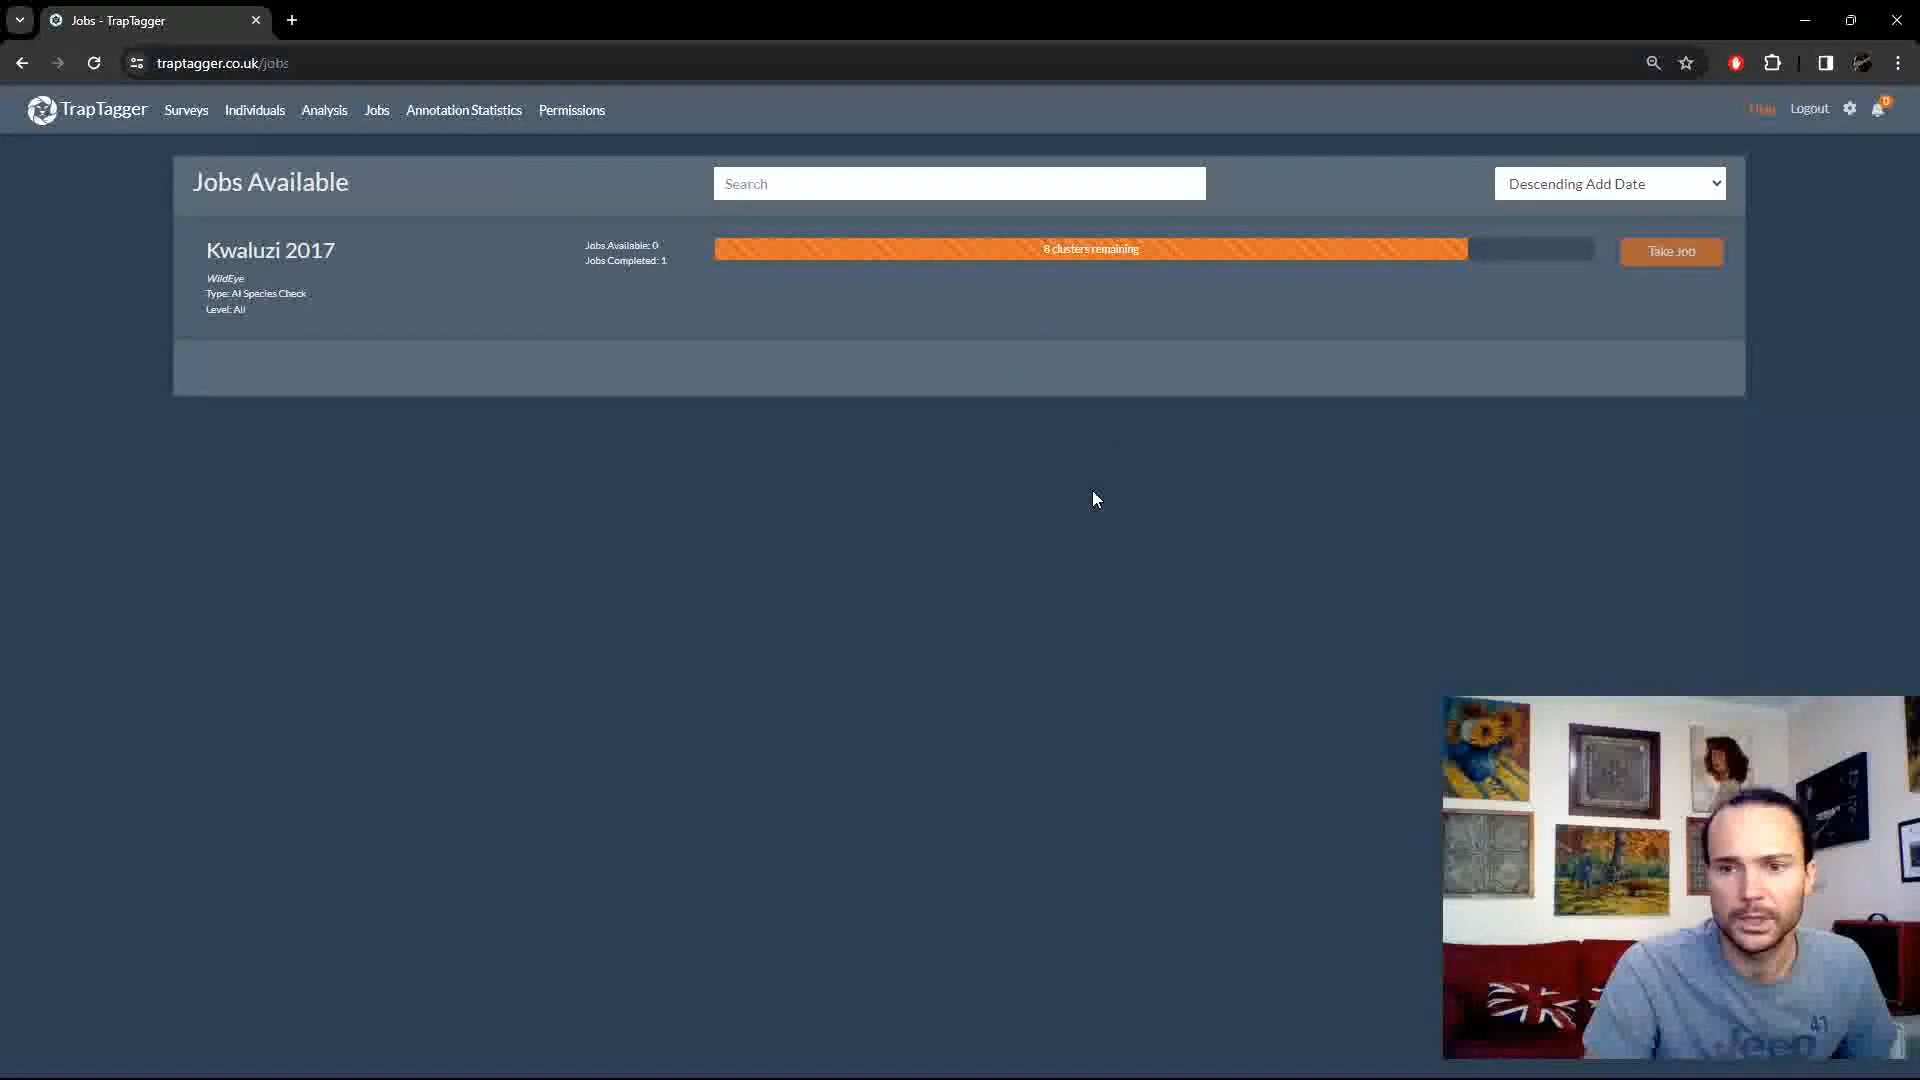 Jobs - TrapTagger
traptagger.co.uk/jobs
TrapTagger Surveys Individuals Analysis Jobs Annotation Statistics Permissions
Help Logout 0
Jobs Available
Search
Descending Add Date
Kwaluzi 2017
WildEye
Type: AI Species Check
Level: All
Jobs Available: 0
Jobs Completed: 1
8 clusters remaining
Take Job
41